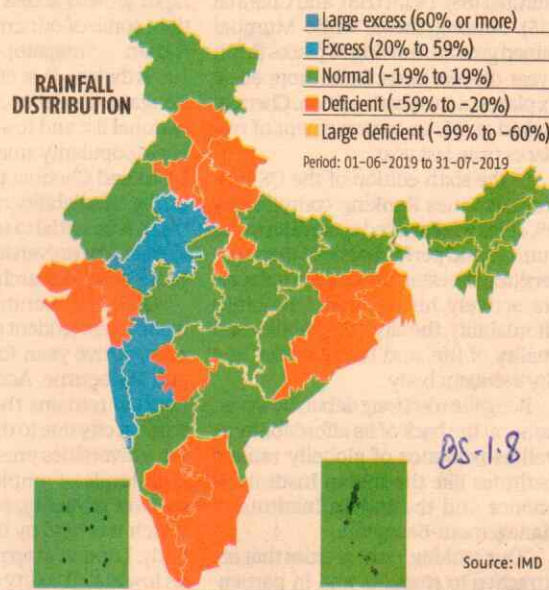 Large excess (60% or more)
Excess (20% to 59%)
Normal (-19% to 19%)
Deficient (-59% to -20%)
Large deficient (-99% to -60%)
Period: 01-06-2019 to 31-07-2019
RAINFALL
DISTRIBUTION
BS-1.8
Source: IMD